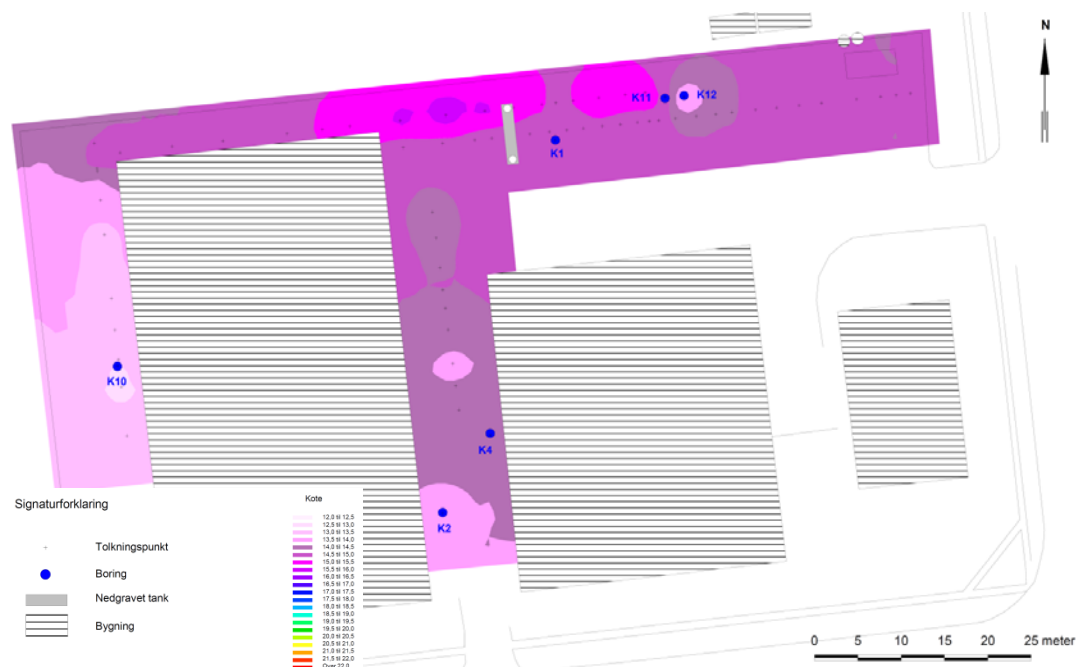 N
K11
K12
K1
K10
K4
K2
Signaturforklaring
Tolkningspunkt
Boring
Nedgravet tank
Bygning
Kote
12,0 til 12,5
12,5 til 13,0
13,0 til 13,5
13,5 til 14,0
14,0 til 14,5
14,5 til 15,0
15,0 til 15,5
15,5 til 16,0
16,0 til 16,5
16,5 til 17,0
17,0 til 17,5
17,5 til 18,0
18,0 til 18,5
18,5 til 19,0
19,0 til 19,5
19,5 til 20,0
20,0 til 20,5
20,5 til 21,0
21,0 til 21,5
21,5 til 22,0
Over 22,0
0 5 10 15 20 25 meter